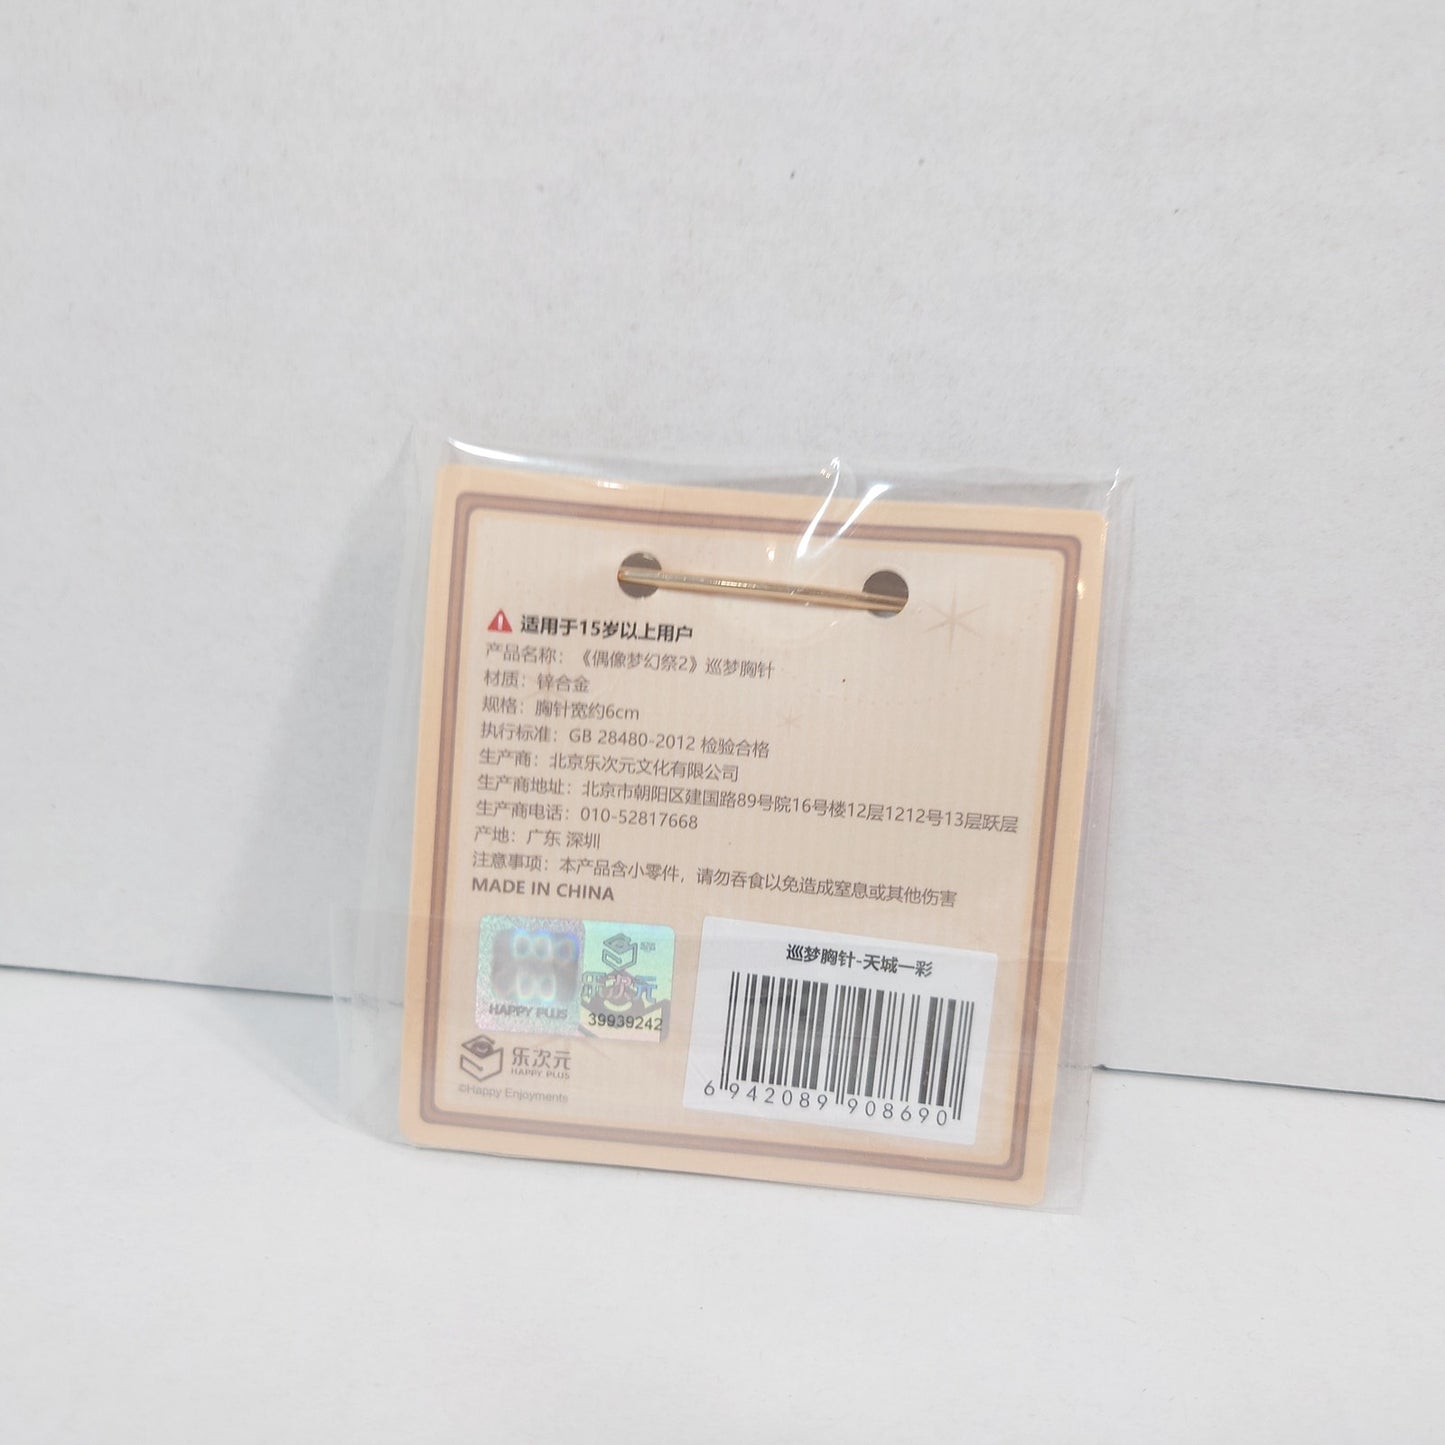 适用于15岁以上用户
产品名称：《偶像梦幻祭2》巡梦胸针
材质：锌合金
规格：胸针宽约6cm
执行标准：GB 28480-2012 检验合格
生产商：北京乐次元文化有限公司
生产商地址：北京市朝阳区建国路89号院16号楼12层1212号13层跃层
生产商电话：010-52817668
产地：广东 深圳
注意事项：本产品含小零件，请勿吞食以免造成窒息或其他伤害
MADE IN CHINA
HAPPY PLUS
乐次元
39939242
巡梦胸针-天城一彩
6 942089 908690
乐次元
HAPPY PLUS
©Happy Enjoyments